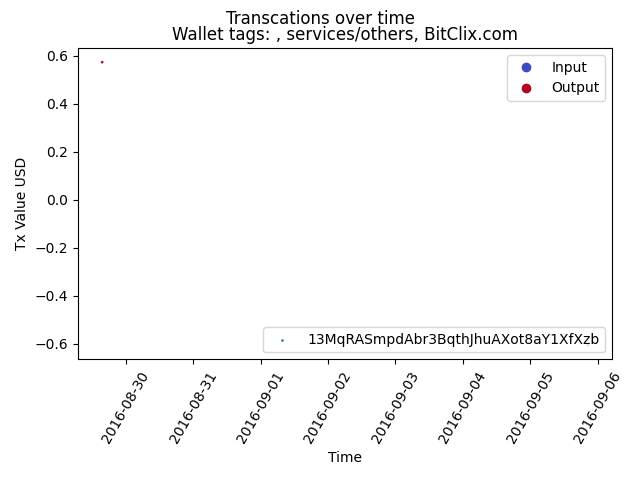 Transcations over time
Wallet tags: , services/others, BitClix.com
Tx Value USD
0.6
0.4
0.2
0.0
−0.2
−0.4
−0.6
Input
Output
13MqRASmpdAbr3BqthJhuAXot8aY1XfXzb
2016-08-30
2016-08-31
2016-09-01
2016-09-02
2016-09-03
2016-09-04
2016-09-05
2016-09-06
Time